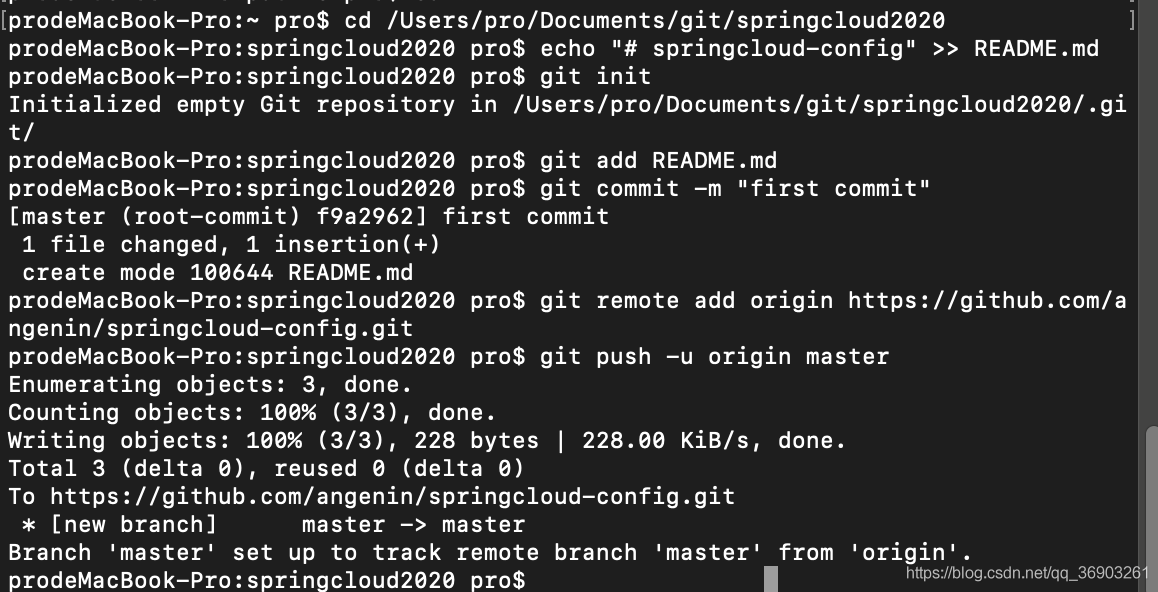 [prodeMacBook-Pro:~ pro$ cd /Users/pro/Documents/git/springcloud2020 ]
prodeMacBook-Pro:springcloud2020 pro$ echo "# springcloud-config" >> README.md
prodeMacBook-Pro:springcloud2020 pro$ git init
Initialized empty Git repository in /Users/pro/Documents/git/springcloud2020/.gi
t/
prodeMacBook-Pro:springcloud2020 pro$ git add README.md
prodeMacBook-Pro:springcloud2020 pro$ git commit -m "first commit"
[master (root-commit) f9a2962] first commit
 1 file changed, 1 insertion(+)
 create mode 100644 README.md
prodeMacBook-Pro:springcloud2020 pro$ git remote add origin https://github.com/a
ngenin/springcloud-config.git
prodeMacBook-Pro:springcloud2020 pro$ git push -u origin master
Enumerating objects: 3, done.
Counting objects: 100% (3/3), done.
Writing objects: 100% (3/3), 228 bytes | 228.00 KiB/s, done.
Total 3 (delta 0), reused 0 (delta 0)
To https://github.com/angenin/springcloud-config.git
 * [new branch]      master -> master
Branch 'master' set up to track remote branch 'master' from 'origin'.
prodeMacBook-Pro:springcloud2020 pro$
https://blog.csdn.net/qq_36903261